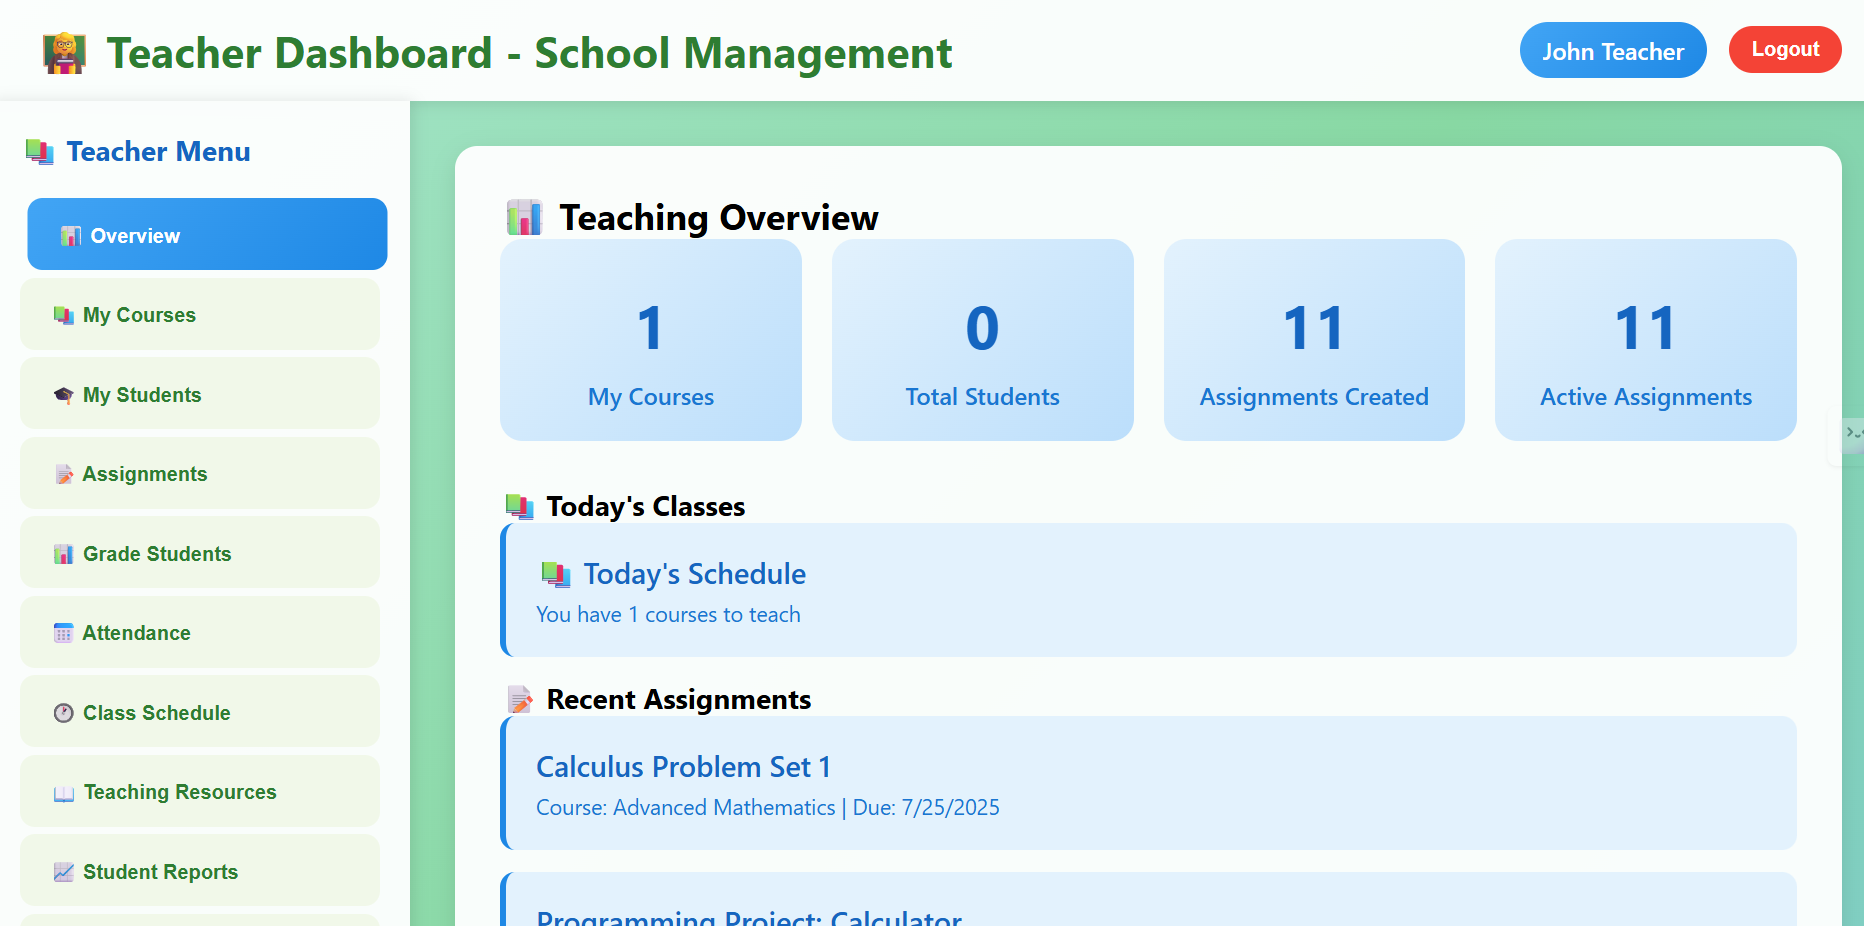 Teacher Dashboard - School Management
John Teacher
Logout
Teacher Menu
Overview
My Courses
My Students
Assignments
Grade Students
Attendance
Class Schedule
Teaching Resources
Student Reports
Teaching Overview
1
My Courses
0
Total Students
11
Assignments Created
11
Active Assignments
Today's Classes
Today's Schedule
You have 1 courses to teach
Recent Assignments
Calculus Problem Set 1
Course: Advanced Mathematics | Due: 7/25/2025
Programming Project: Calculator